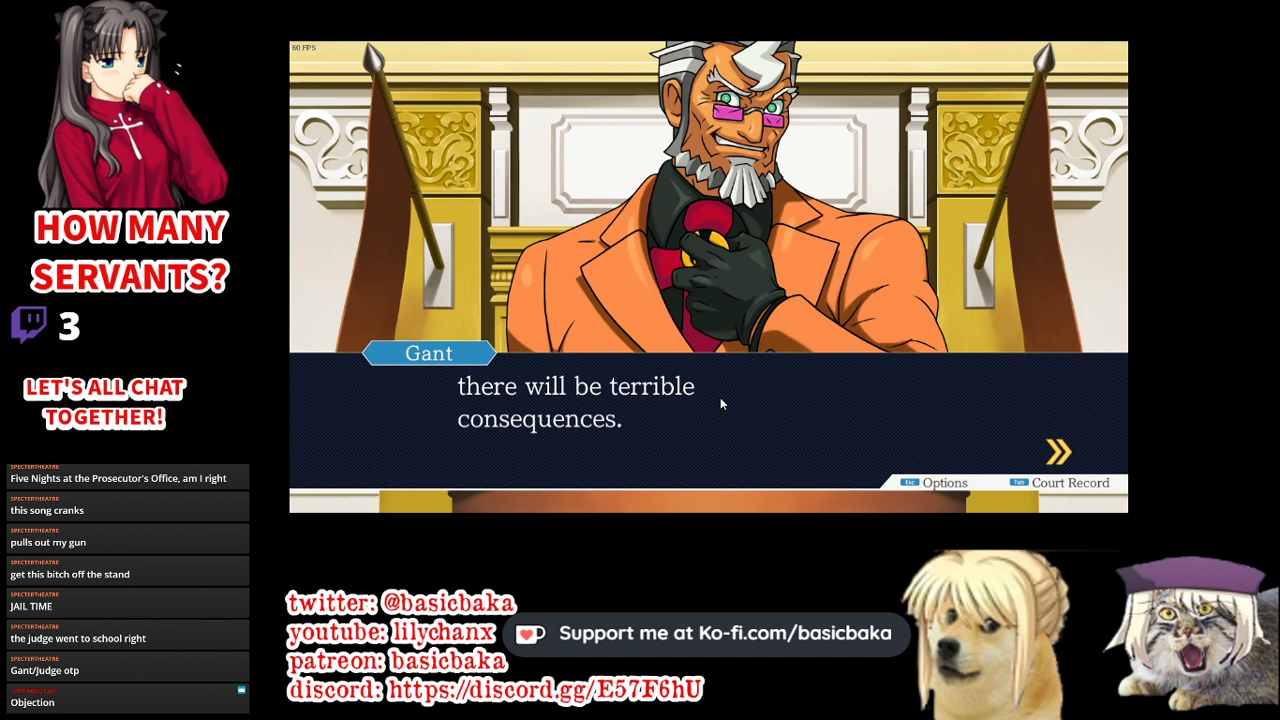 HOW MANY
SERVANTS?
3
LET'S ALL CHAT
TOGETHER!
SPECTERTHEATRE
Five Nights at the Prosecutor's Office, am I right
SPECTERTHEATRE
this song cranks
SPECTERTHEATRE
pulls out my gun
SPECTERTHEATRE
get this bitch off the stand
SPECTERTHEATRE
JAIL TIME
SPECTERTHEATRE
the judge went to school right
SPECTERTHEATRE
Gant/Judge otp
Objection
60 FPS
Gant
there will be terrible
consequences.
Esc Options Tab Court Record
twitter: @basicbaka
youtube: lilychanx
patreon: basicbaka
discord: https://discord.gg/E57F6hU
Support me at Ko-fi.com/basicbaka